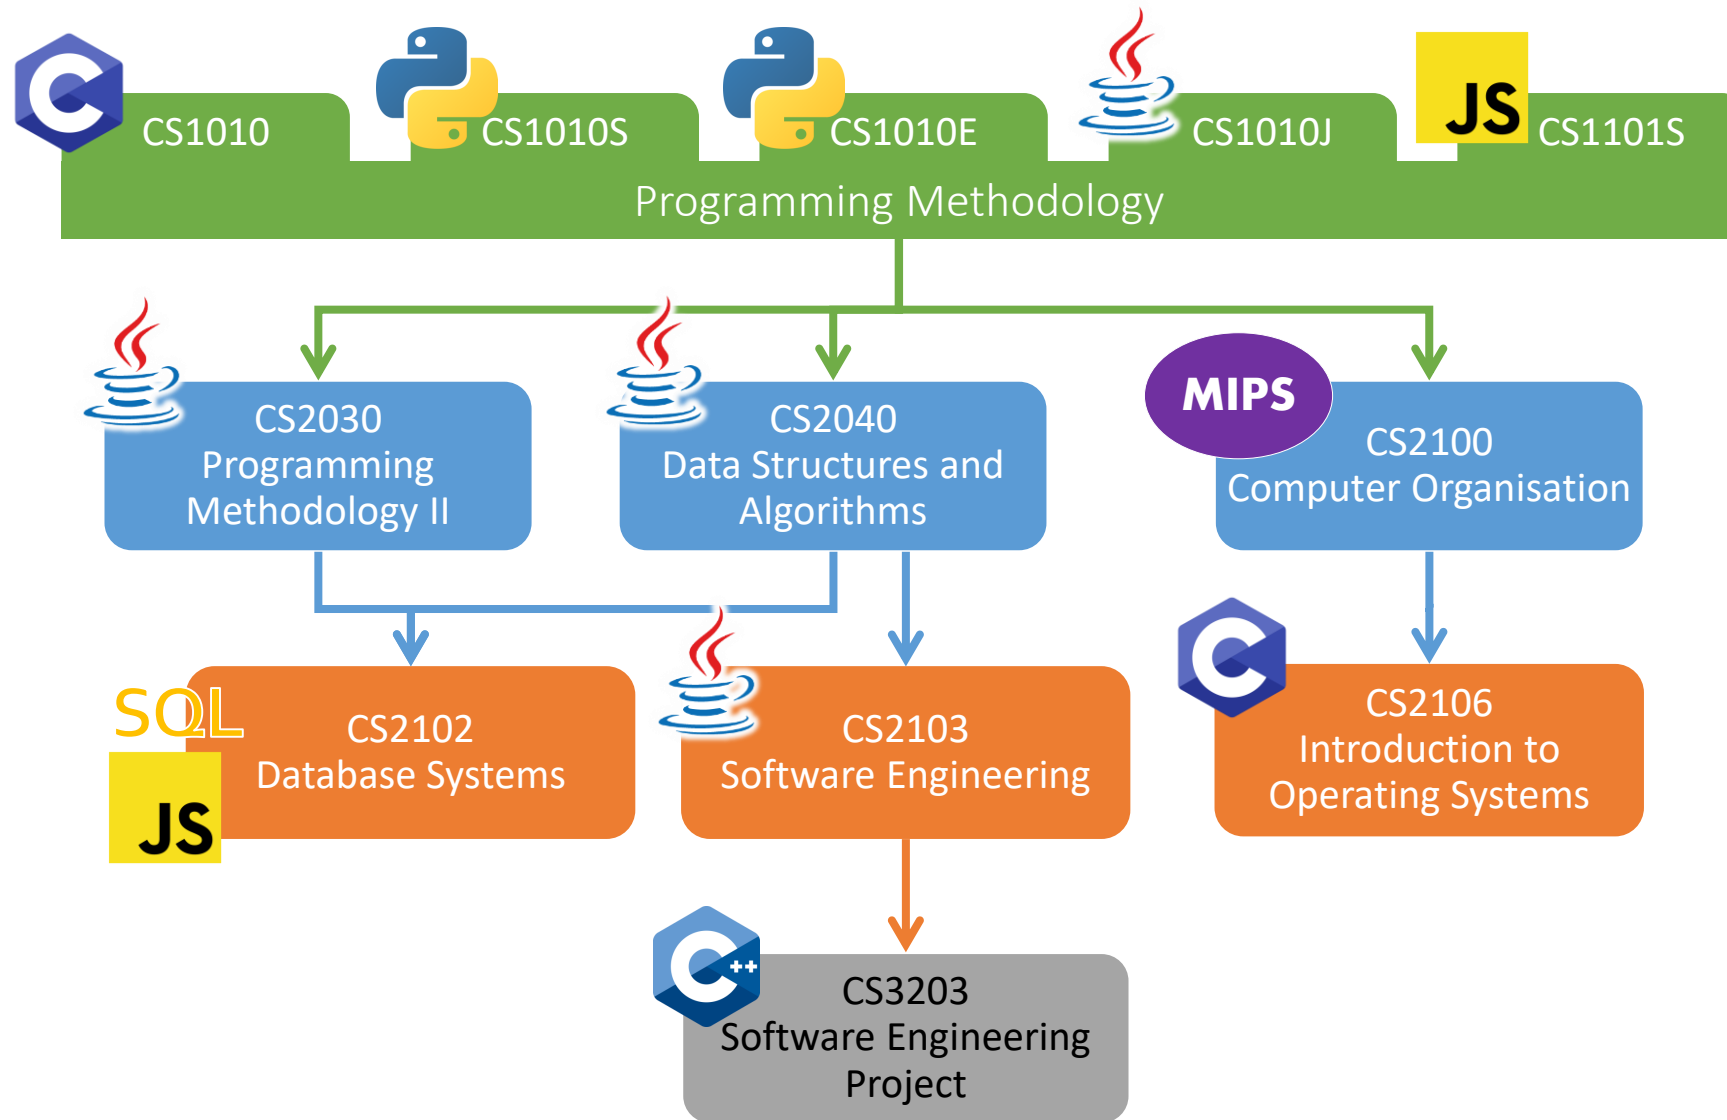 C
CS1010
CS1010S
CS1010E
CS1010J
JS
CS1101S
Programming Methodology
CS2030
Programming
Methodology II
CS2040
Data Structures and
Algorithms
MIPS
CS2100
Computer Organisation
SQL
JS
CS2102
Database Systems
CS2103
Software Engineering
C
CS2106
Introduction to
Operating Systems
C++
CS3203
Software Engineering
Project